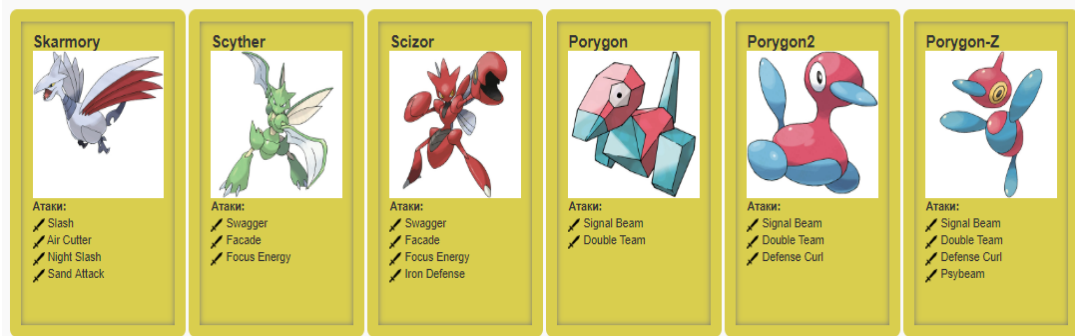 Skarmory
Атаки:
Slash
Air Cutter
Night Slash
Sand Attack
Scyther
Атаки:
Swagger
Facade
Focus Energy
Scizor
Атаки:
Swagger
Facade
Focus Energy
Iron Defense
Porygon
Атаки:
Signal Beam
Double Team
Porygon2
Атаки:
Signal Beam
Double Team
Defense Curl
Porygon-Z
Атаки:
Signal Beam
Double Team
Defense Curl
Psybeam